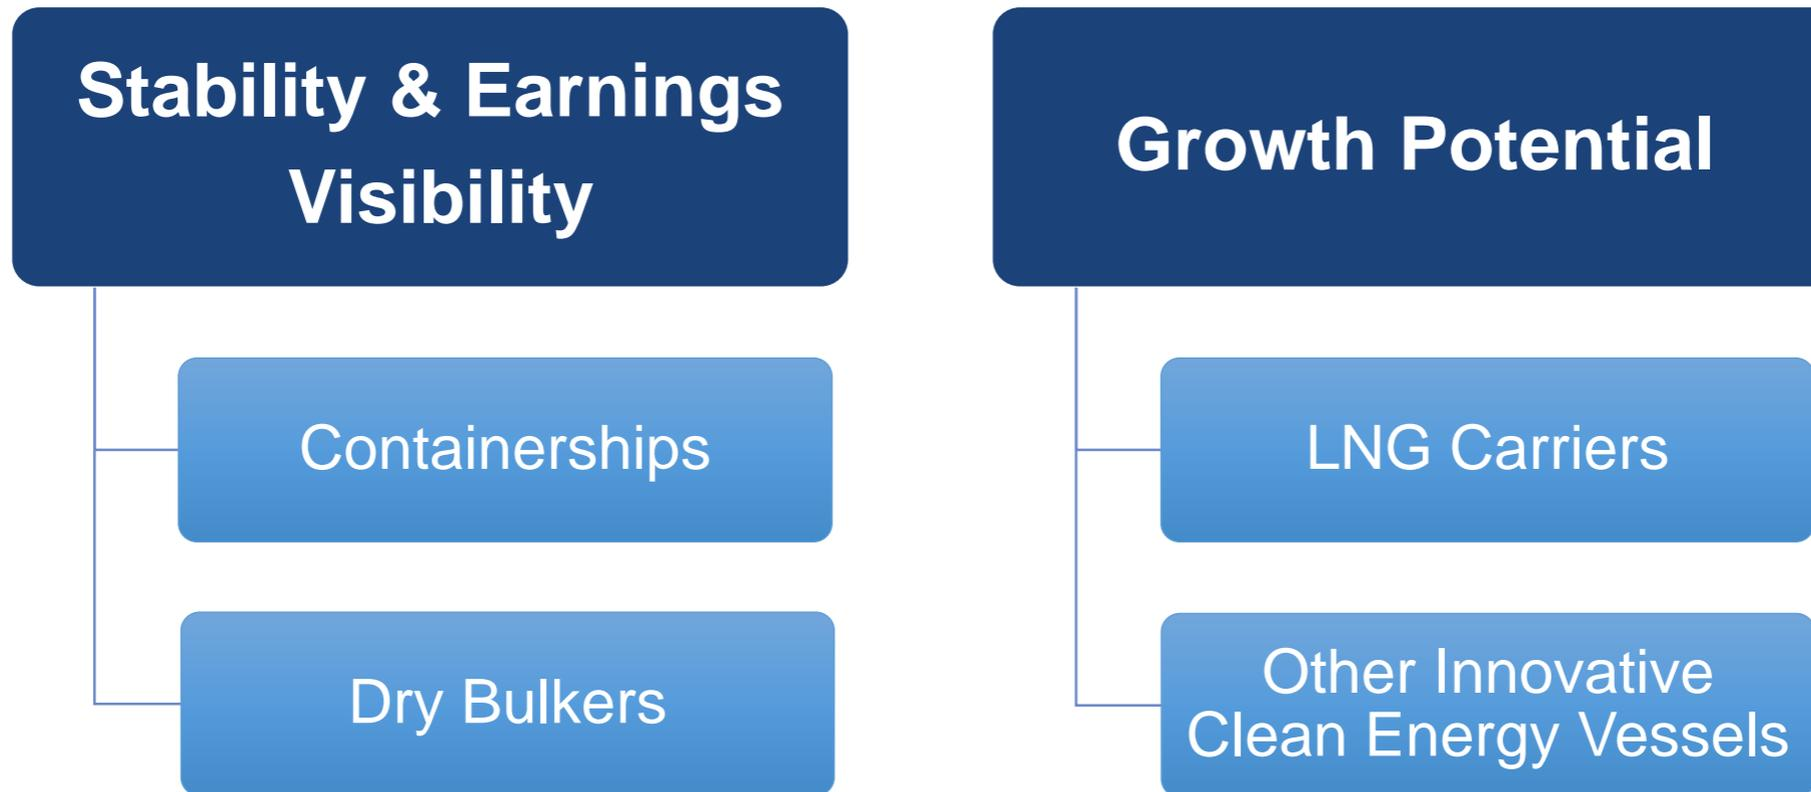 Stability & Earnings
Visibility
Containerships
Dry Bulkers
Growth Potential
LNG Carriers
Other Innovative
Clean Energy Vessels